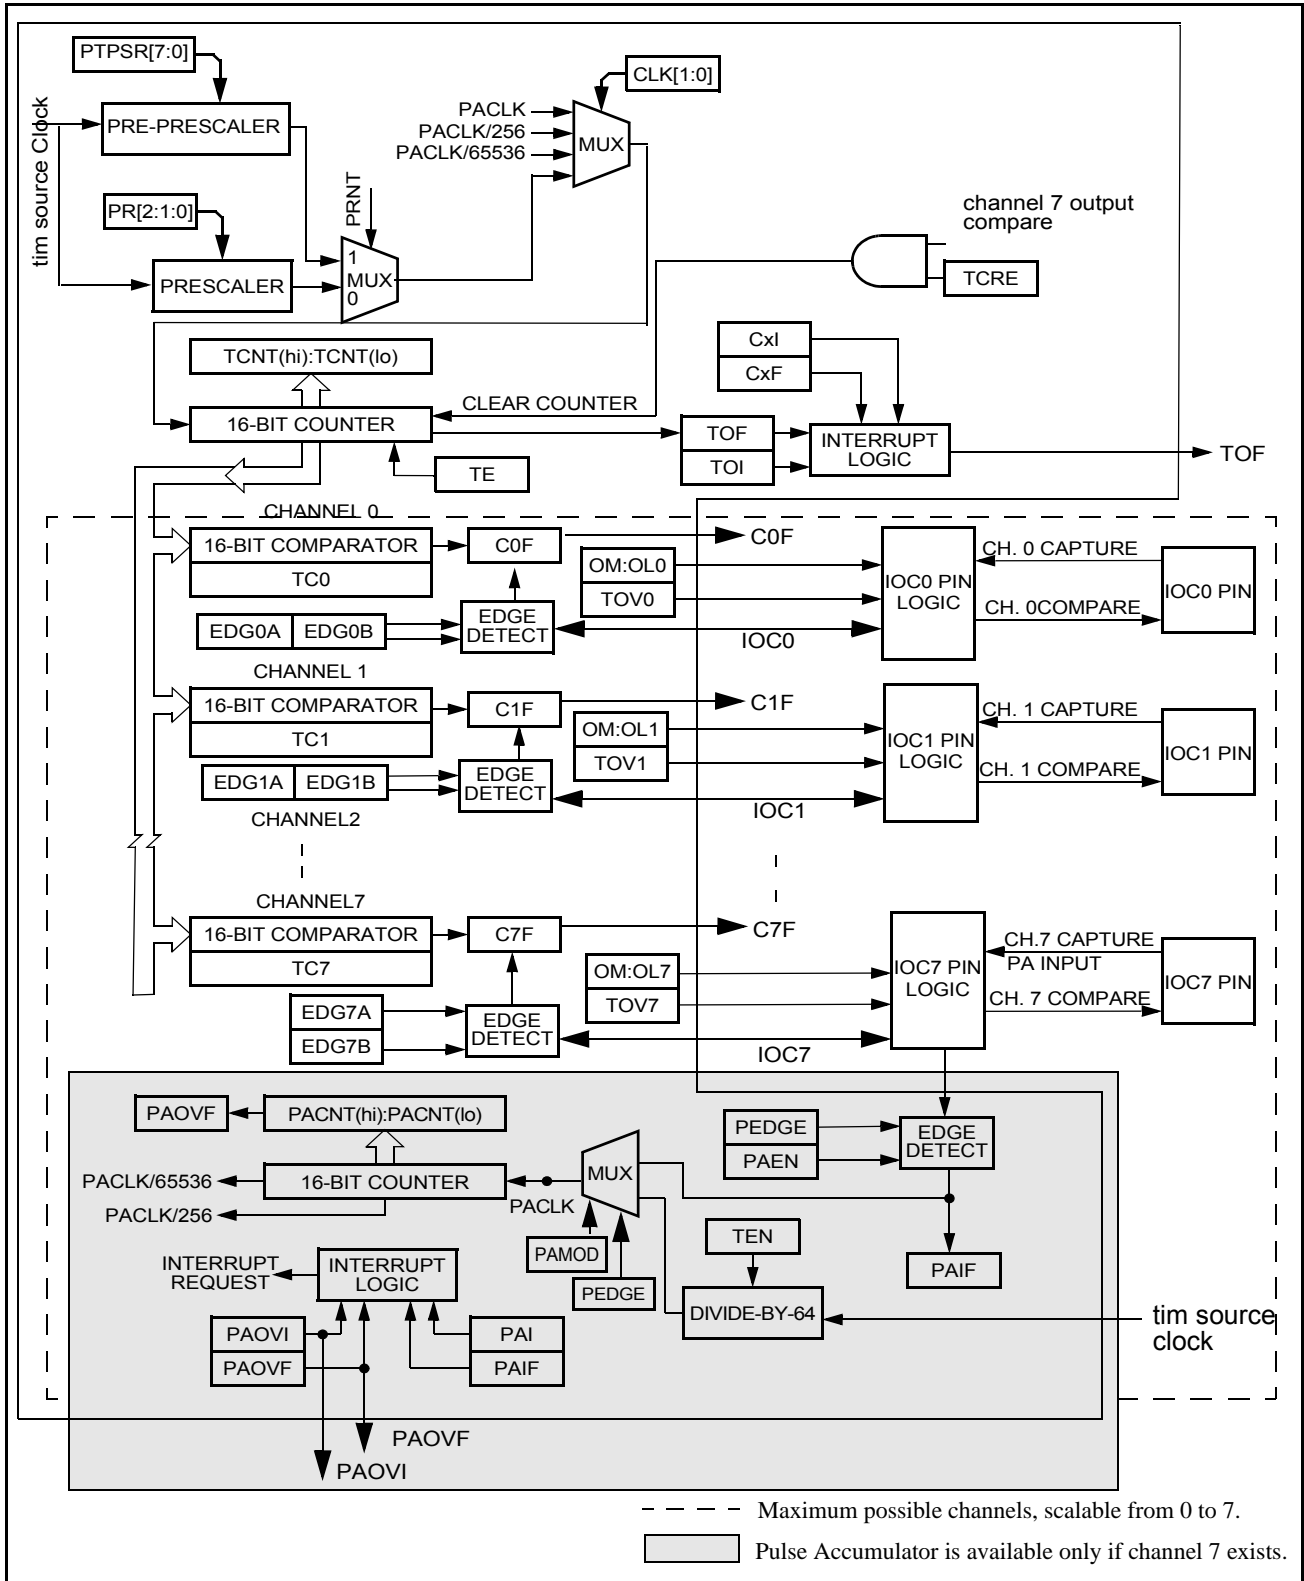 PTPSR[7:0]
CLK[1:0]
tim source Clock
PRE-PRESCALER
PACLK
PACLK/256
PACLK/65536
MUX
PR[2:1:0]
PRNT
channel 7 output
compare
PRESCALER
1
MUX
0
TCRE
TCNT(hi):TCNT(lo)
CxI
CxF
CLEAR COUNTER
16-BIT COUNTER
TOF
TOI
INTERRUPT
LOGIC
TOF
TE
CHANNEL 0
16-BIT COMPARATOR
TC0
C0F
C0F
OM:OL0
TOV0
IOC0 PIN
LOGIC
CH. 0 CAPTURE
CH. 0COMPARE
IOC0 PIN
EDG0A
EDG0B
EDGE
DETECT
IOC0
CHANNEL 1
16-BIT COMPARATOR
TC1
C1F
C1F
OM:OL1
TOV1
IOC1 PIN
LOGIC
CH. 1 CAPTURE
CH. 1 COMPARE
IOC1 PIN
EDG1A
EDG1B
EDGE
DETECT
IOC1
CHANNEL2
CHANNEL7
16-BIT COMPARATOR
TC7
C7F
C7F
OM:OL7
TOV7
IOC7 PIN
LOGIC
CH.7 CAPTURE
PA INPUT
CH. 7 COMPARE
IOC7 PIN
EDG7A
EDG7B
EDGE
DETECT
IOC7
PAOVF
PACNT(hi):PACNT(lo)
PEDGE
PAEN
EDGE
DETECT
MUX
PACLK/65536
16-BIT COUNTER
PACLK
PACLK/256
TEN
PAMOD
INTERRUPT
REQUEST
INTERRUPT
LOGIC
PAIF
PEDGE
DIVIDE-BY-64
tim source
clock
PAOVI
PAOVF
PAI
PAIF
PAOVF
PAOVI
Maximum possible channels, scalable from 0 to 7.
Pulse Accumulator is available only if channel 7 exists.